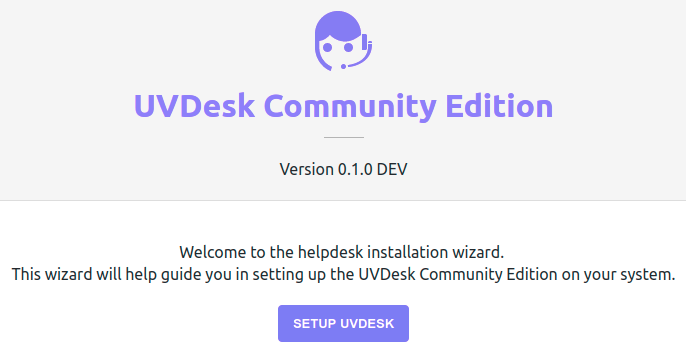 UVDesk Community Edition
Version 0.1.0 DEV
Welcome to the helpdesk installation wizard.
This wizard will help guide you in setting up the UVDesk Community Edition on your system.
SETUP UVDESK